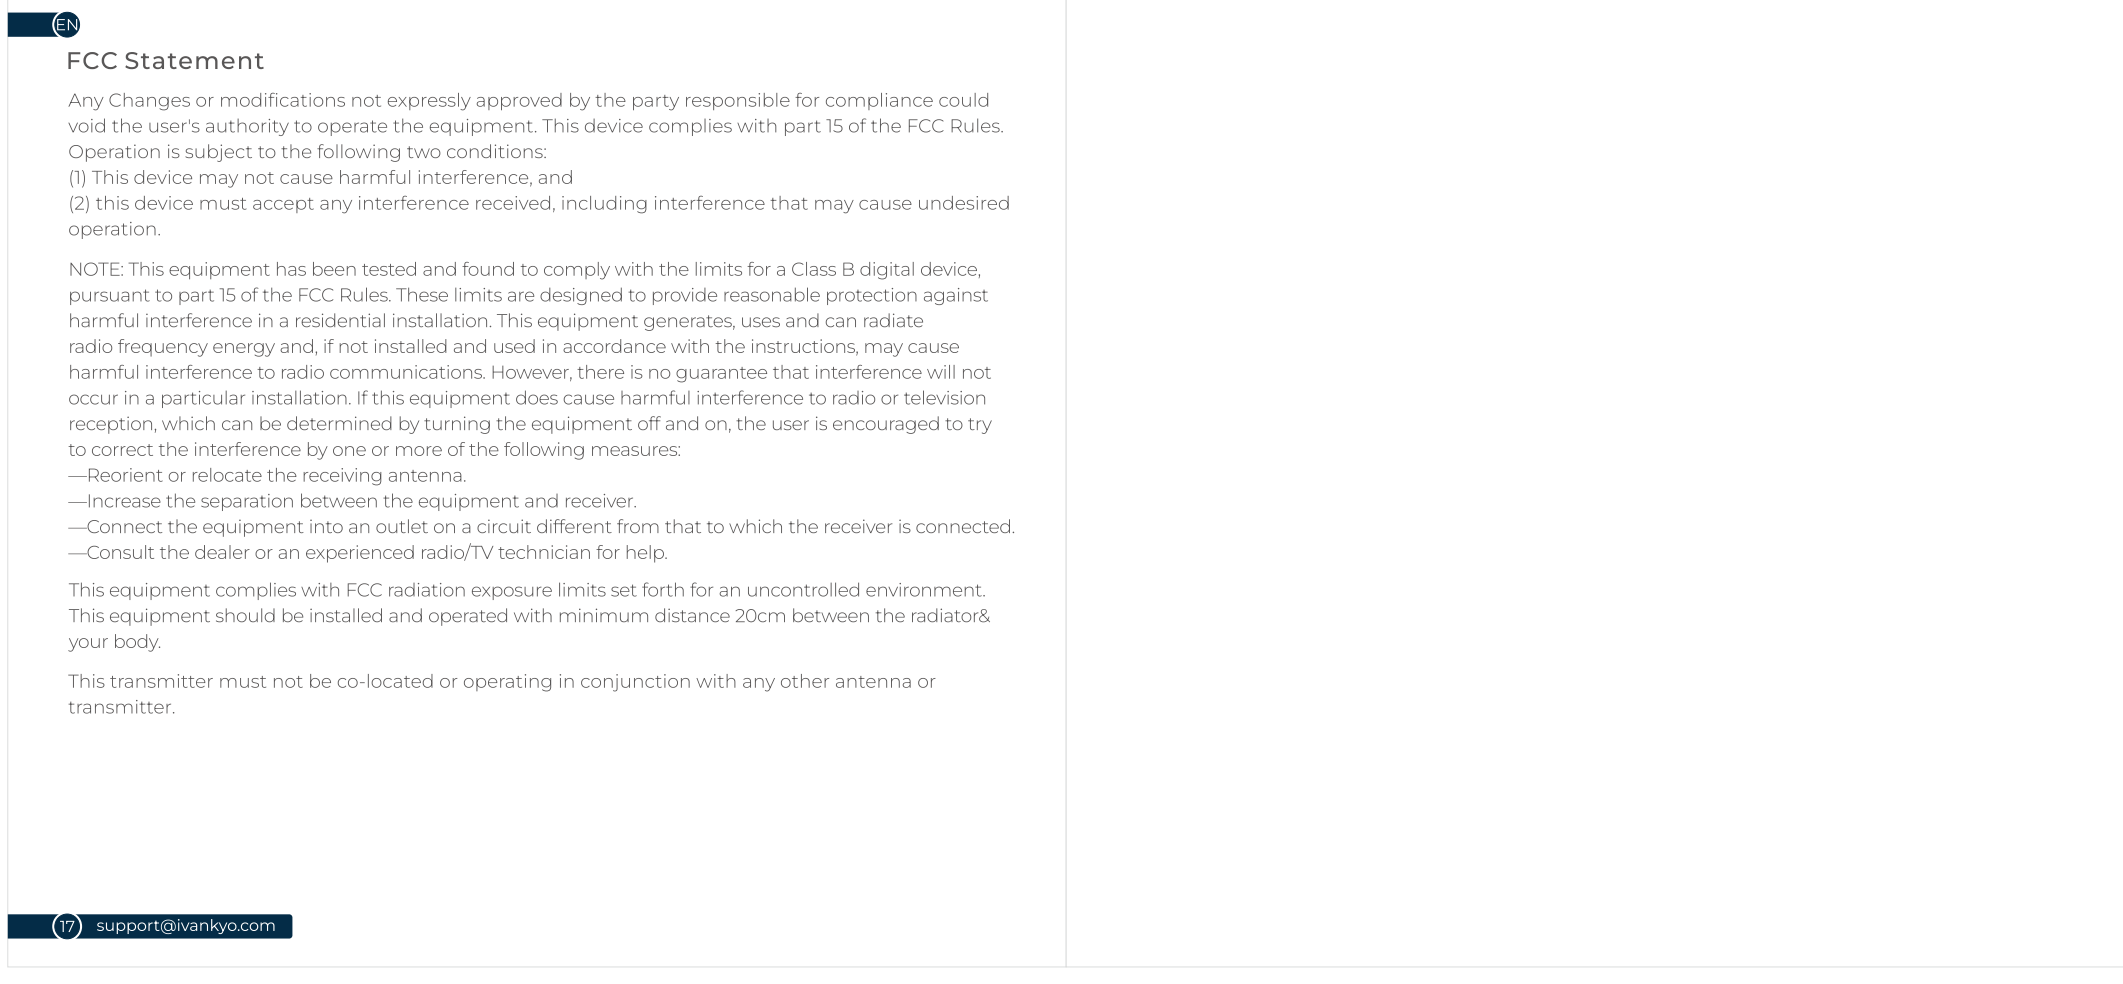 EN
FCC Statement
Any Changes or modifications not expressly approved by the party responsible for compliance could
void the user's authority to operate the equipment. This device complies with part 15 of the FCC Rules.
Operation is subject to the following two conditions:
(1) This device may not cause harmful interference, and
(2) this device must accept any interference received, including interference that may cause undesired
operation.
NOTE: This equipment has been tested and found to comply with the limits for a Class B digital device,
pursuant to part 15 of the FCC Rules. These limits are designed to provide reasonable protection against
harmful interference in a residential installation. This equipment generates, uses and can radiate
radio frequency energy and, if not installed and used in accordance with the instructions, may cause
harmful interference to radio communications. However, there is no guarantee that interference will not
occur in a particular installation. If this equipment does cause harmful interference to radio or television
reception, which can be determined by turning the equipment off and on, the user is encouraged to try
to correct the interference by one or more of the following measures:
—Reorient or relocate the receiving antenna.
—Increase the separation between the equipment and receiver.
—Connect the equipment into an outlet on a circuit different from that to which the receiver is connected.
—Consult the dealer or an experienced radio/TV technician for help.
This equipment complies with FCC radiation exposure limits set forth for an uncontrolled environment.
This equipment should be installed and operated with minimum distance 20cm between the radiator&
your body.
This transmitter must not be co-located or operating in conjunction with any other antenna or
transmitter.
17 support@ivankyo.com